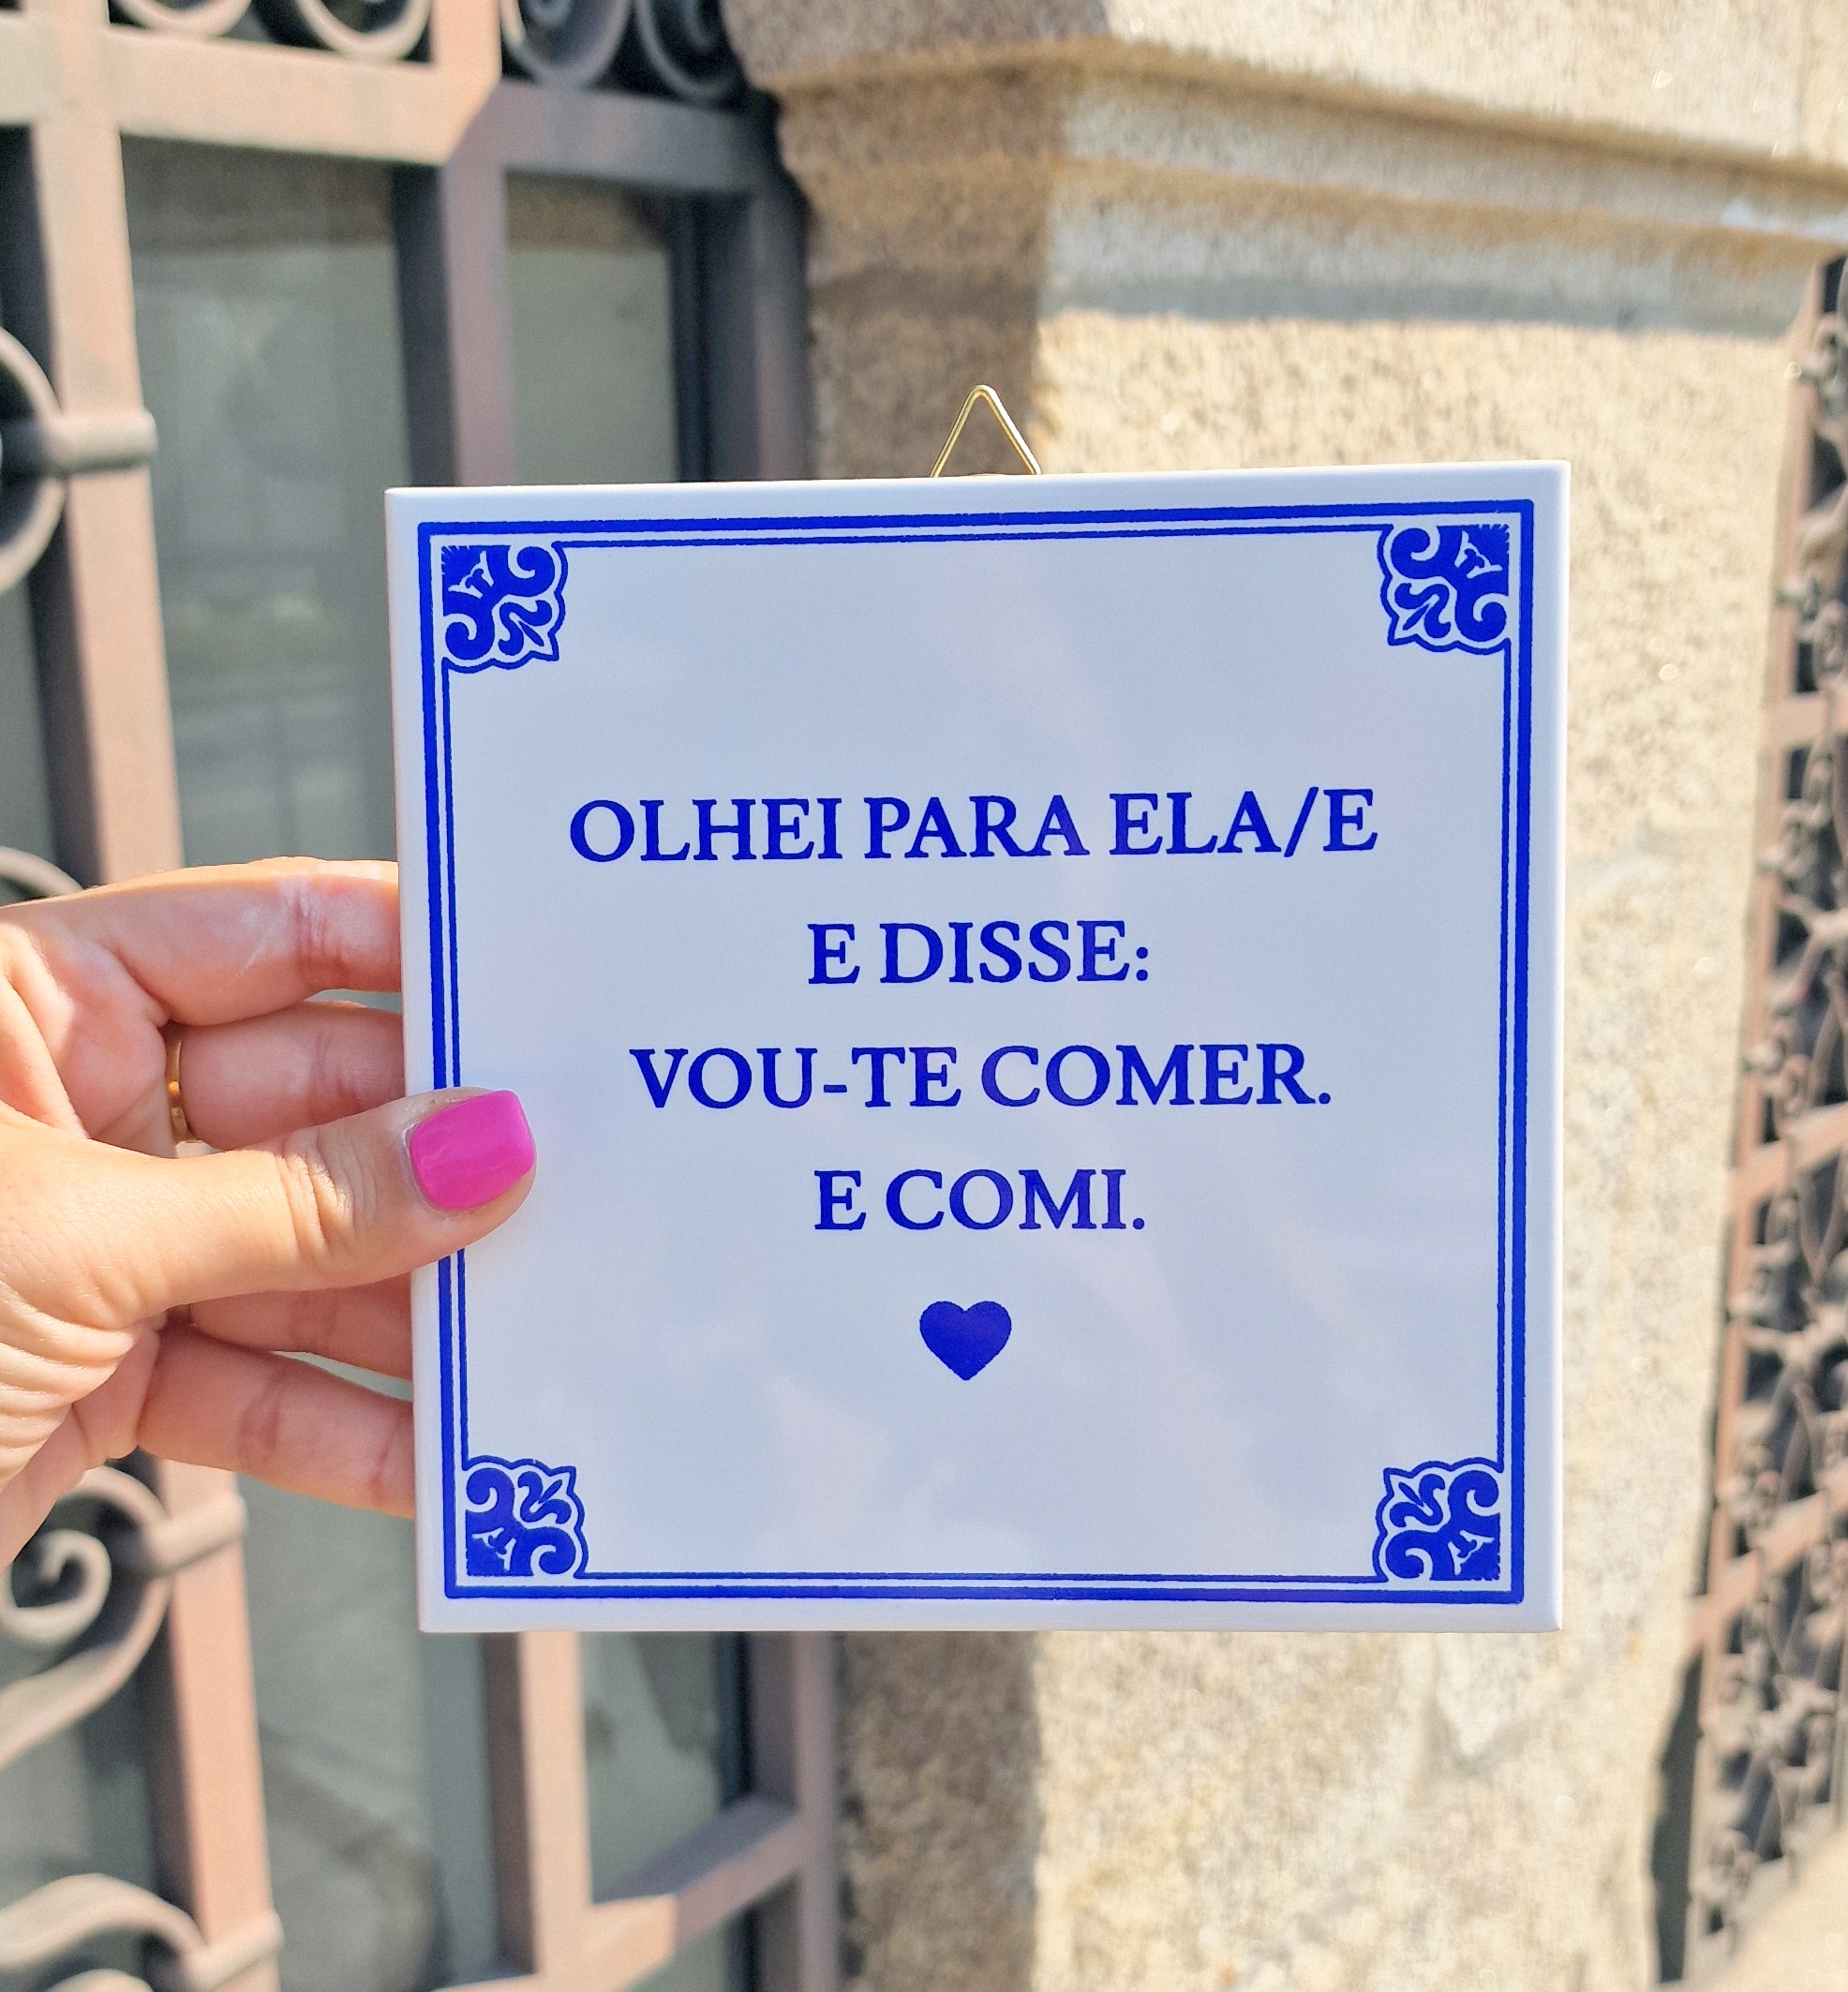 OLHEI PARA ELA/E
E DISSE:
VOU-TE COMER.
E COMI.